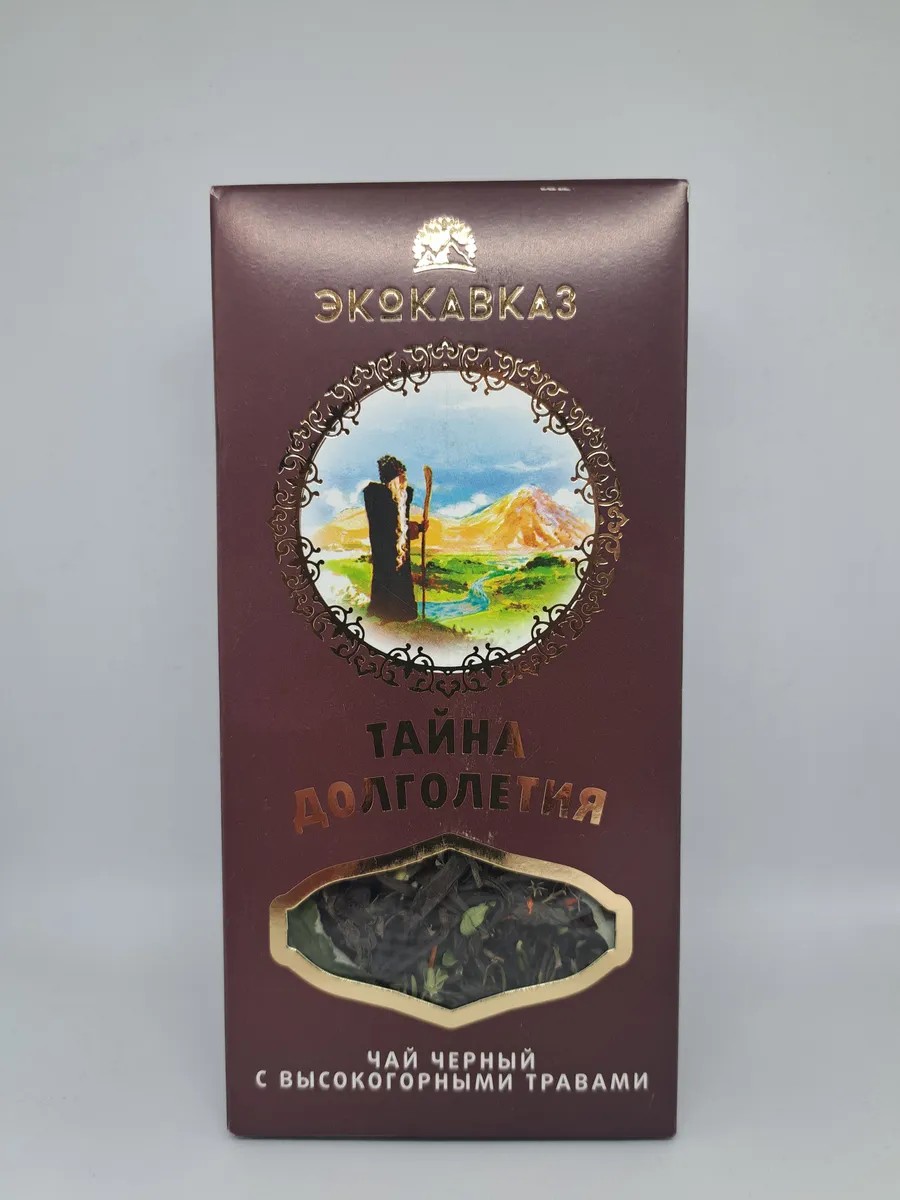 ЭКОКАВКАЗ
ТАЙНА
ДОЛГОЛЕТИЯ
ЧАЙ ЧЕРНЫЙ
С ВЫСОКОГОРНЫМИ ТРАВАМИ